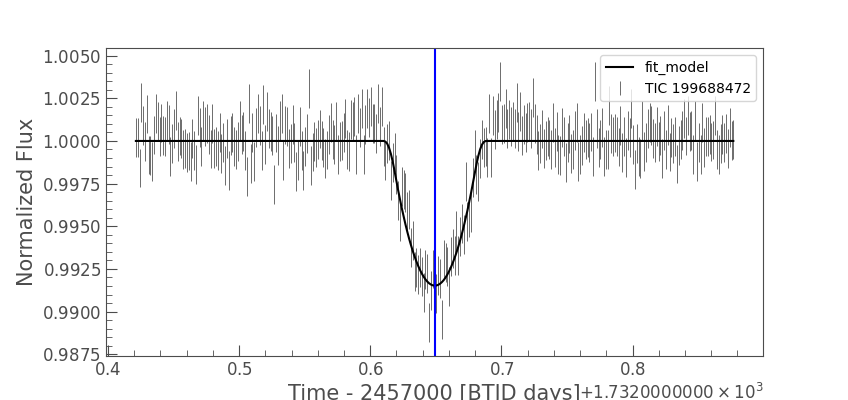 1.0050
1.0025
1.0000
0.9975
0.9950
0.9925
0.9900
0.9875
Normalized Flux
fit_model
TIC 199688472
0.4 0.5 0.6 0.7 0.8
Time - 2457000 [BTJD days]
+1.7320000000 × 10³